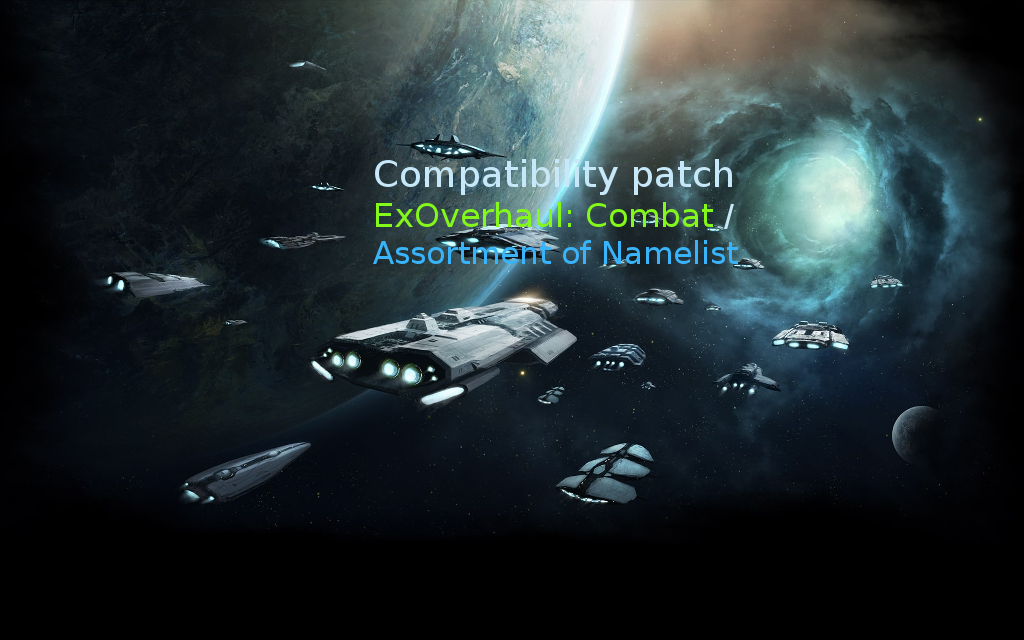 Compatibility patch
ExOverhaul: Combat /
Assortment of Namelist